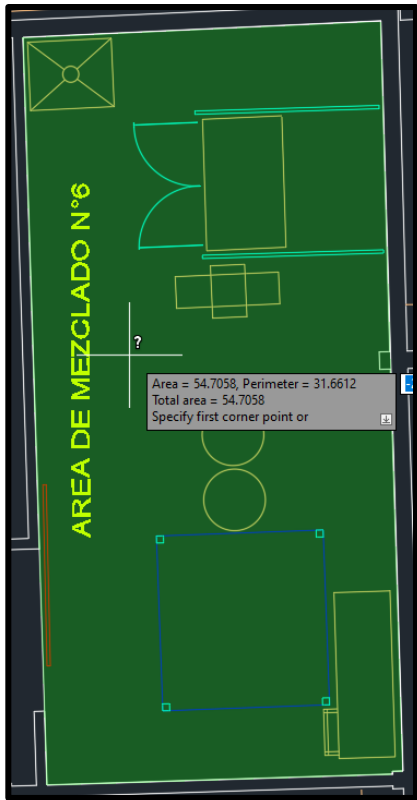 AREA DE MEZCLADO N°6
?
Area = 54.7058, Perimeter = 31.6612
Total area = 54.7058
Specify first corner point or